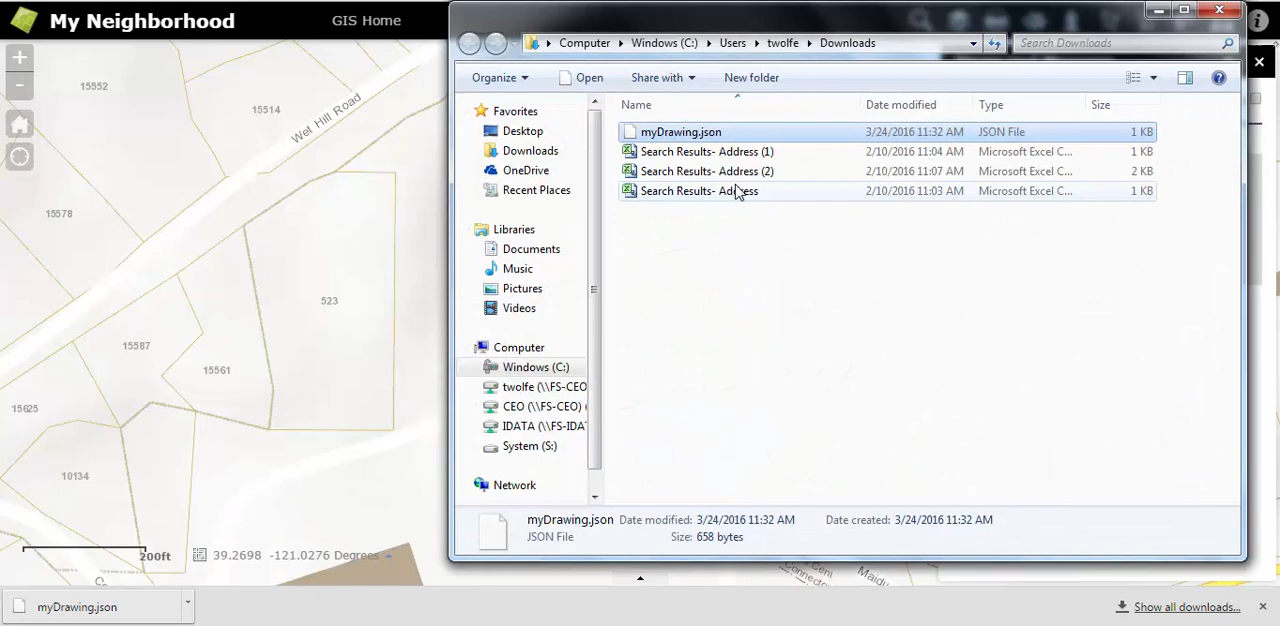 My Neighborhood
GIS Home
Computer
Windows (C:)
Users
twolfe
Downloads
Search Downloads
Organize
Open
Share with
New folder
Favorites
Desktop
Downloads
OneDrive
Recent Places
Libraries
Documents
Music
Pictures
Videos
Computer
Windows (C:)
twolfe (\\FS-CEO
CEO (\\FS-CEO) (
IDATA (\\FS-IDA
System (S:)
Network
Name Date modified Type Size
myDrawing.json 3/24/2016 11:32 AM JSON File 1 KB
Search Results- Address (1) 2/10/2016 11:04 AM Microsoft Excel C... 1 KB
Search Results- Address (2) 2/10/2016 11:07 AM Microsoft Excel C... 2 KB
Search Results- Address 2/10/2016 11:03 AM Microsoft Excel C... 1 KB
myDrawing.json Date modified: 3/24/2016 11:32 AM Date created: 3/24/2016 11:32 AM
JSON File Size: 658 bytes
15552
15514
Wet Hill Road
15578
523
15587
15561
15625
10134
200ft
39.2698 -121.0276 Degrees
Maidu
myDrawing.json
Show all downloads...